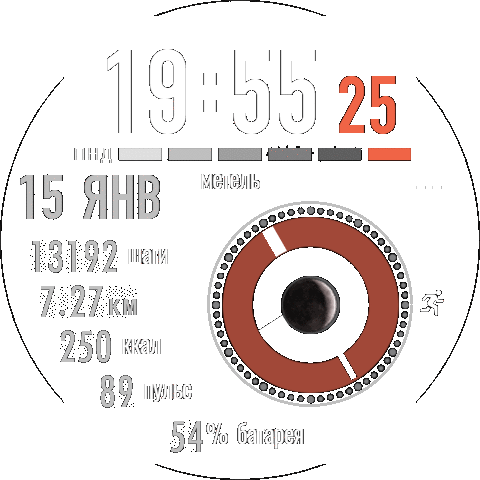 19:55 25
ПНД
метель
15 ЯНВ
13192 шаги
7.27 КМ
250 ккал
89 пульс
54% батарея